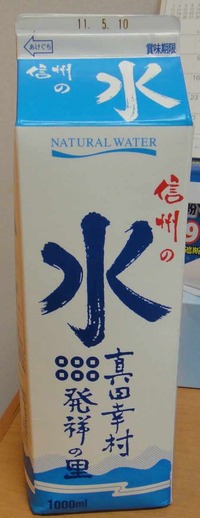 11.5.10
あけぐち
賞味期限
信州の
水
NATURAL WATER
信州の
水
真田幸村
発祥の里
1000ml